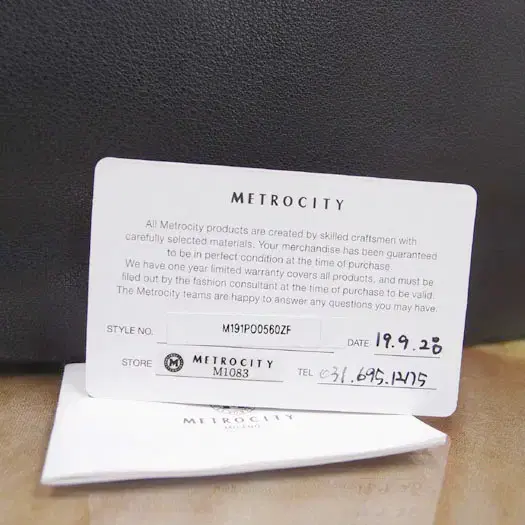 METROCITY
All Metrocity products are created by skilled craftsmen with
carefully selected materials. Your merchandise has been guaranteed
to be in perfect condition at the time of purchase.
We have one year limited warranty covers all products, and must be
filled out by the fashion consultant at the time of purchase to be valid.
The Metrocity teams are happy to answer any questions you may have.
STYLE NO. M191PO0560ZF DATE 19.9.28
STORE M METROCITY TEL 031.695.1275
M1083
METROCITY
MILANO